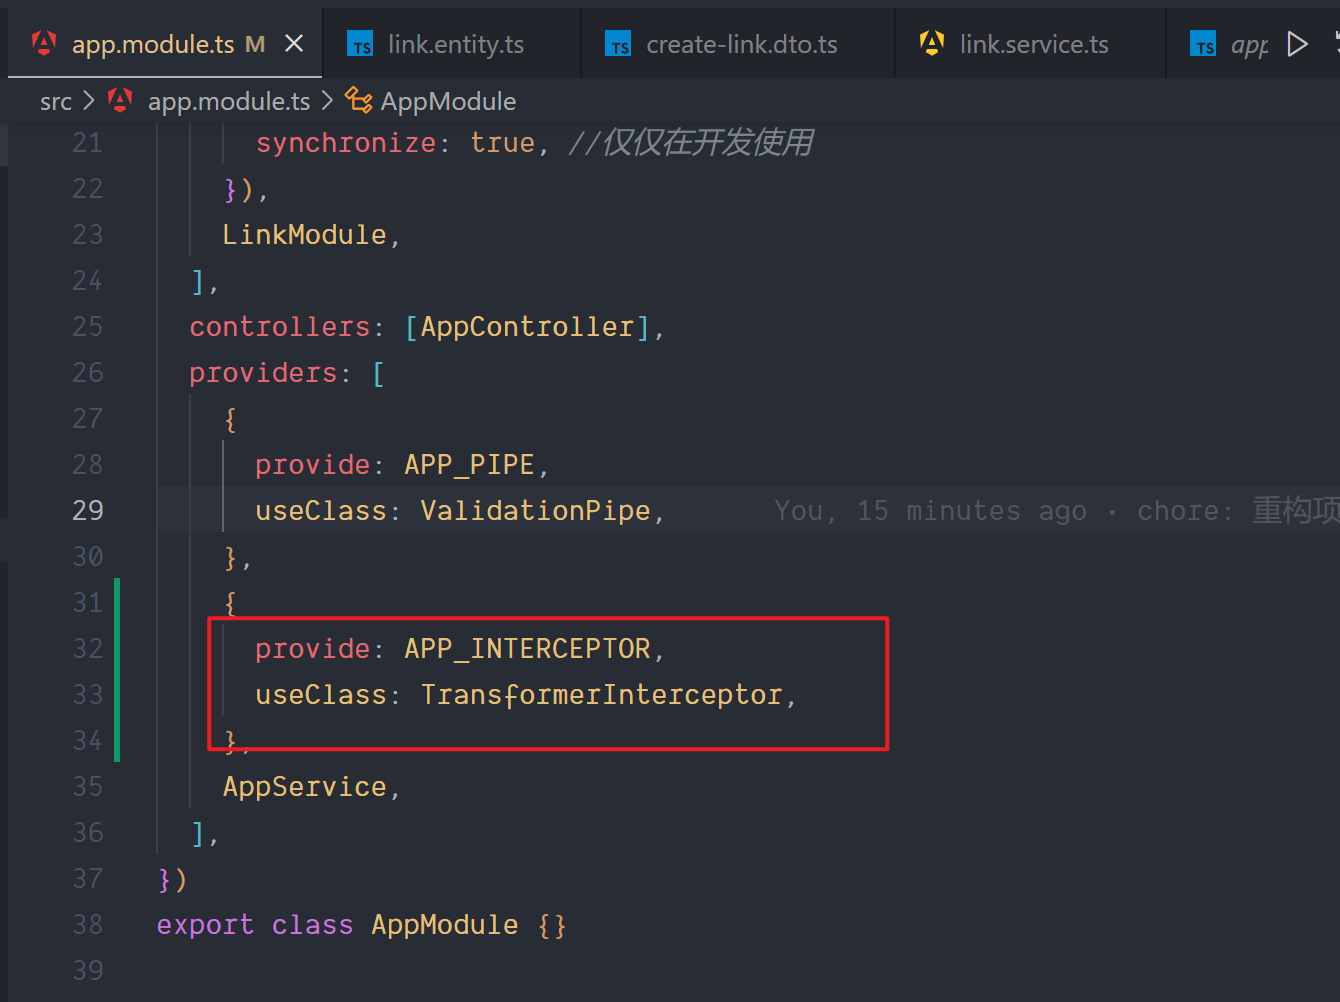 app.module.ts M
link.entity.ts
create-link.dto.ts
link.service.ts
app
src > app.module.ts > AppModule
21 synchronize: true, //仅仅在开发使用
22 }),
23 LinkModule,
24 ],
25 controllers: [AppController],
26 providers: [
27 {
28 provide: APP_PIPE,
29 useClass: ValidationPipe, You, 15 minutes ago • chore: 重构项
30 },
31 {
32 provide: APP_INTERCEPTOR,
33 useClass: TransformerInterceptor,
34 },
35 AppService,
36 ],
37 })
38 export class AppModule {}
39